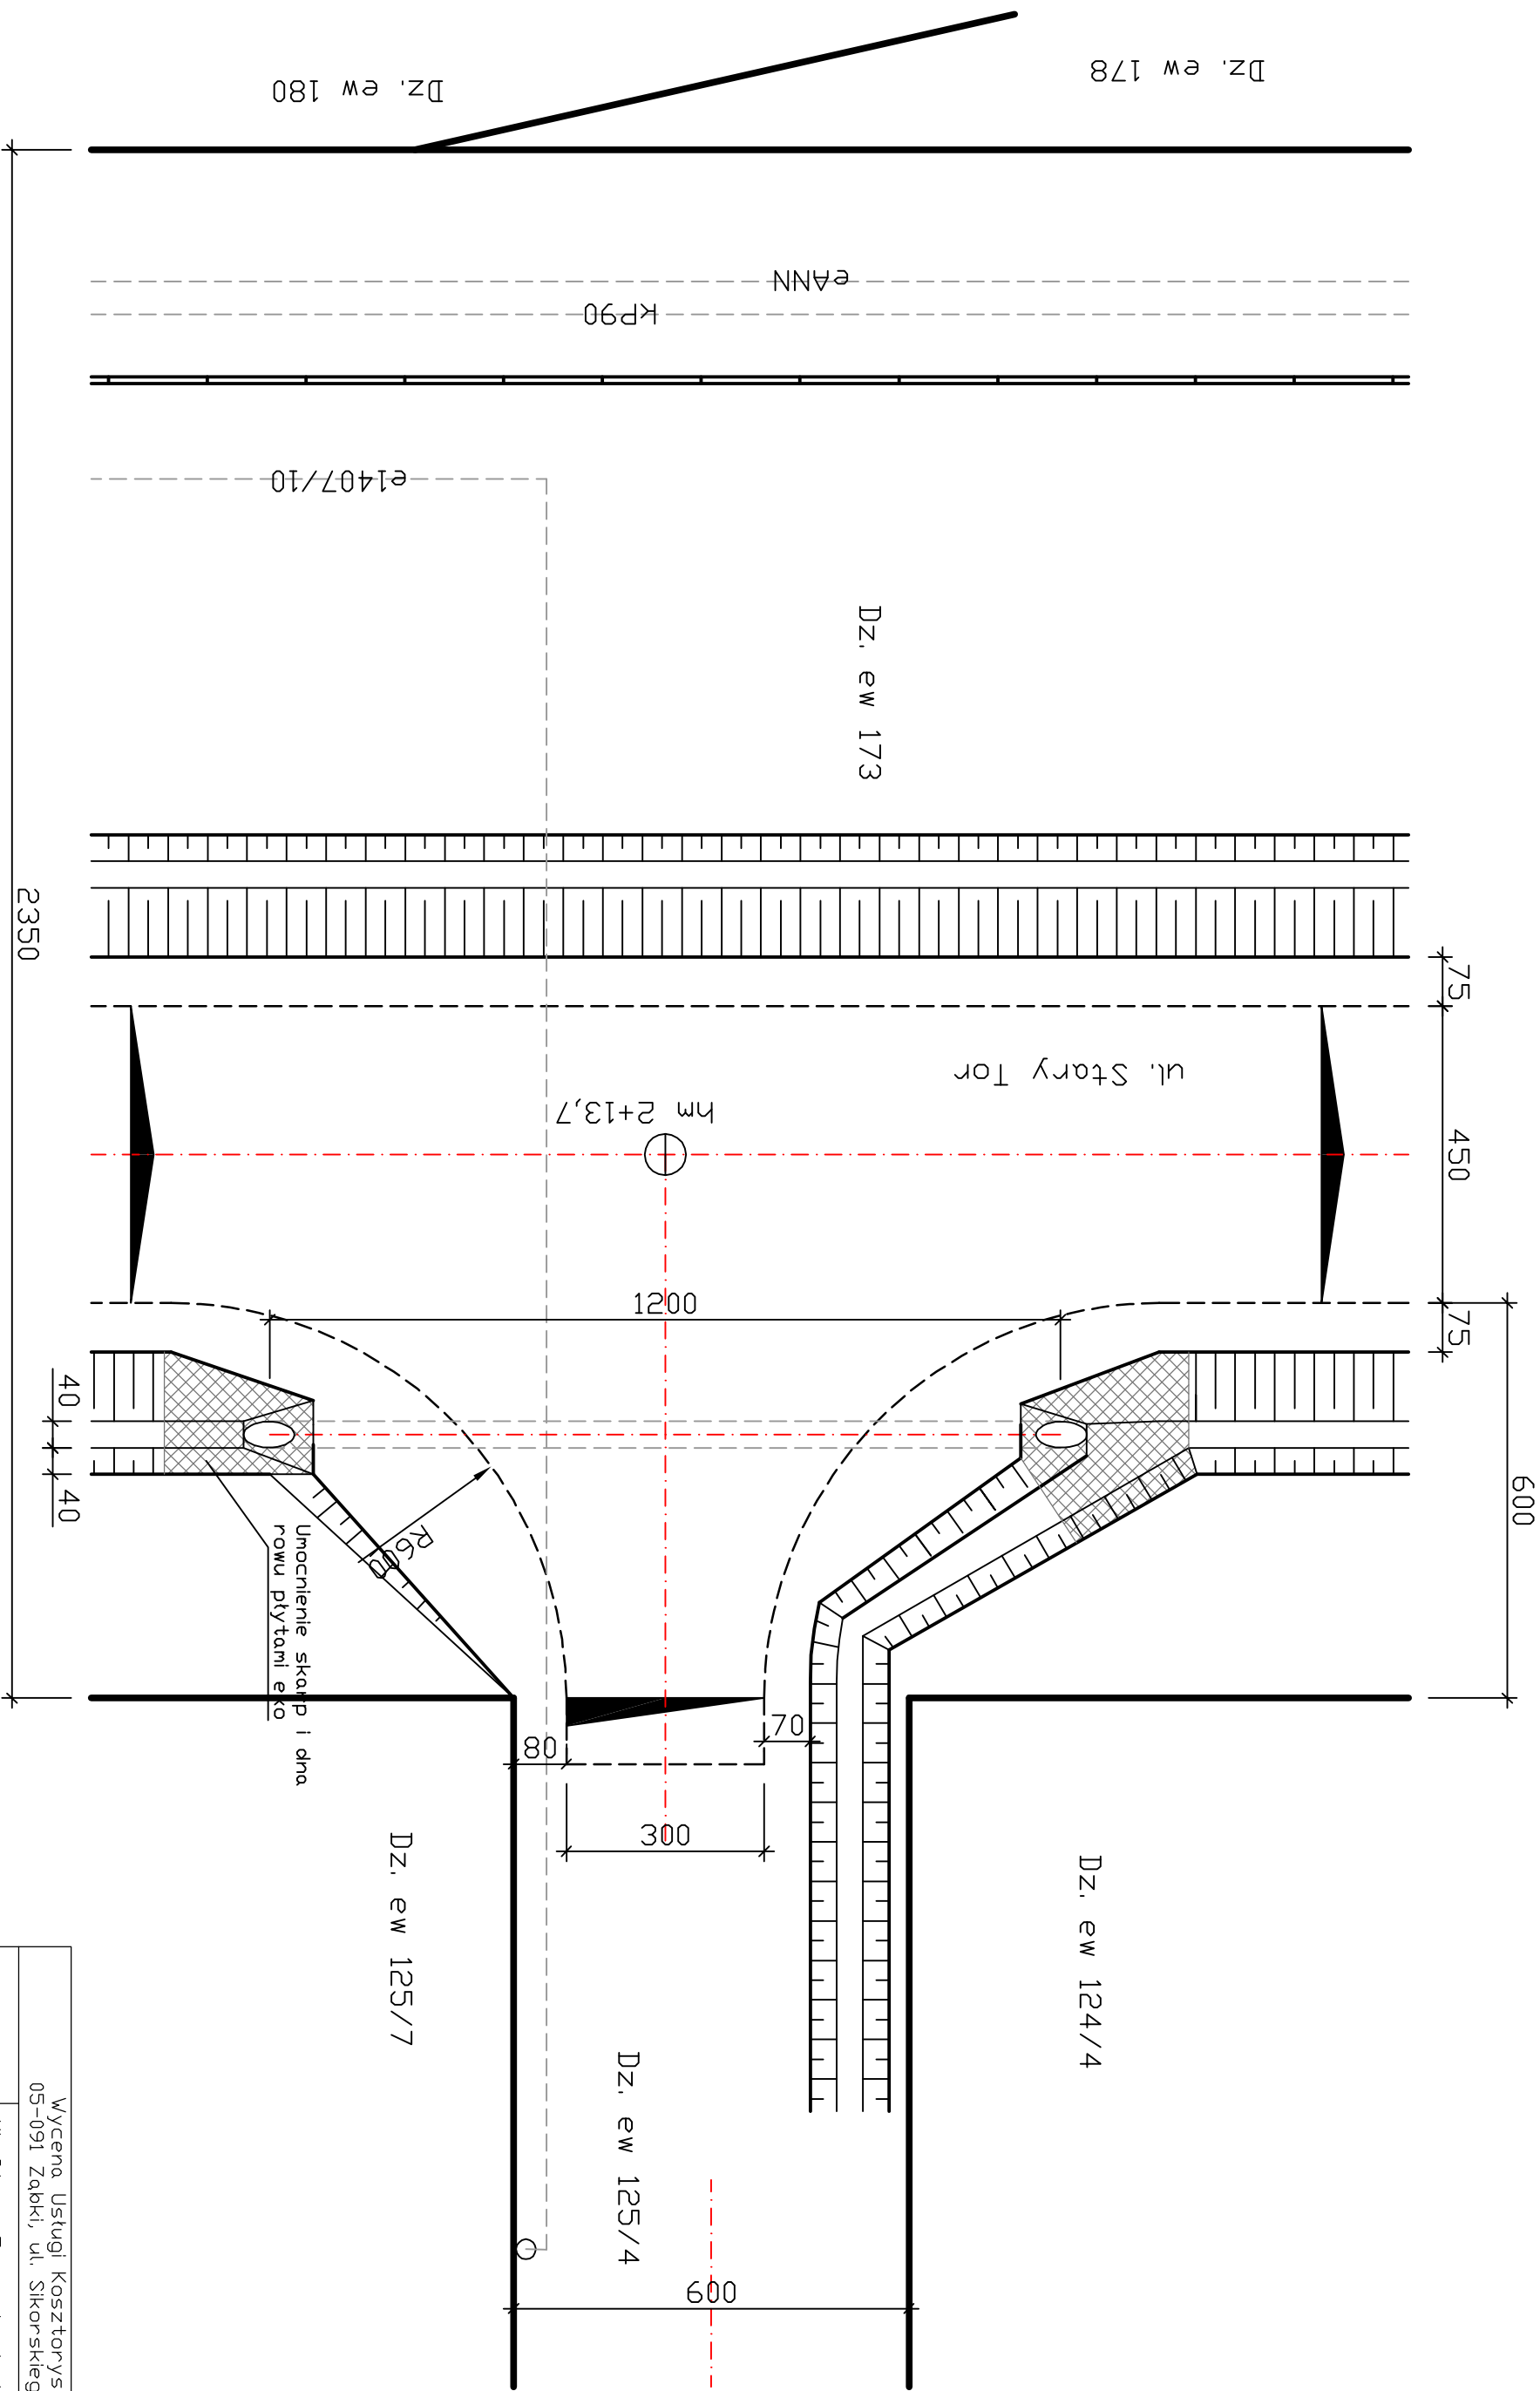 Dz. ew 180
Dz. ew 178
eANN
kP90
e1407/10
Dz. ew 173
2350
75
450
75
600
ul. Stary Tor
hm 2+13,7
1200
40
40
R600
Umocnienie skarp i dna
rowu płytami eko
80
70
300
Dz. ew 125/7
Dz. ew 124/4
Dz. ew 125/4
600
Wycena Usługi Kosztorys
05-091 Ząbki, ul. Sikorskieg